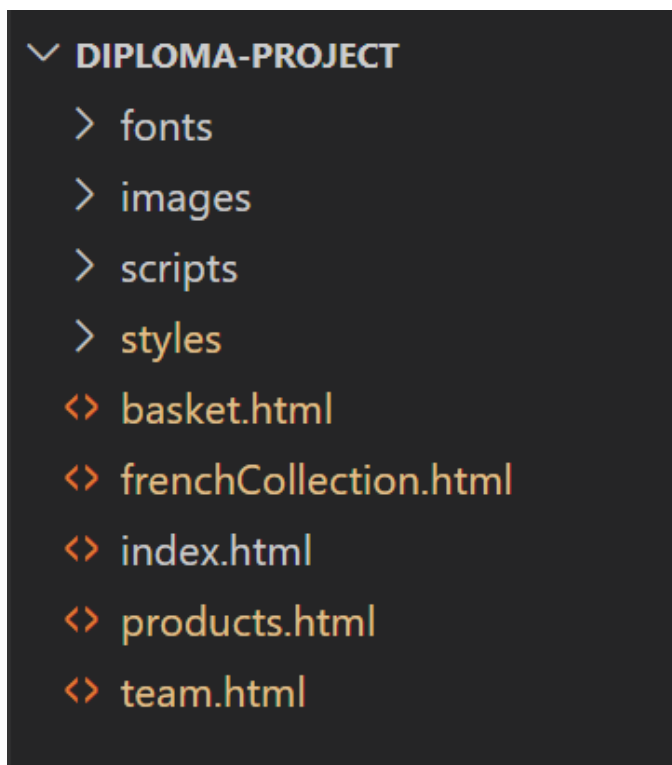 DIPLOMA-PROJECT
fonts
images
scripts
styles
basket.html
frenchCollection.html
index.html
products.html
team.html